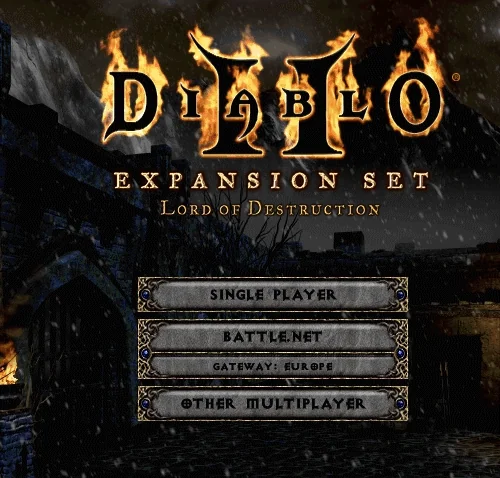 DIABLO
II
EXPANSION SET
LORD OF DESTRUCTION
SINGLE PLAYER
BATTLE.NET
GATEWAY: EUROPE
OTHER MULTIPLAYER